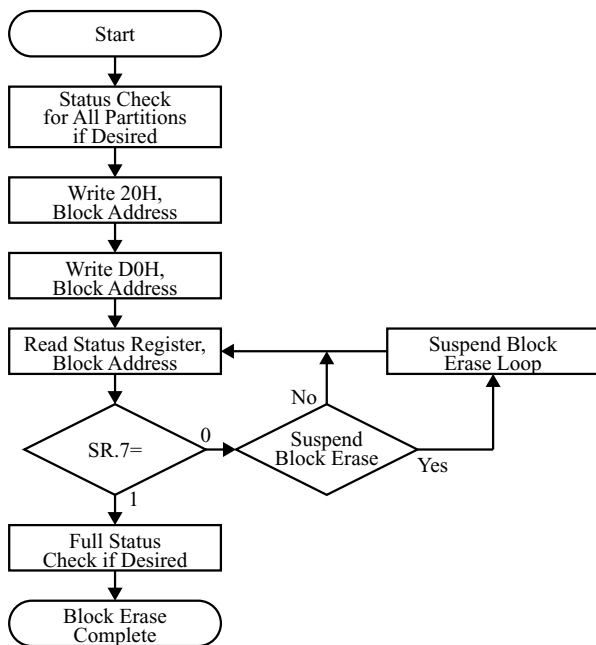 Start
Status Check
for All Partitions
if Desired
Write 20H,
Block Address
Write D0H,
Block Address
Read Status Register,
Block Address
Suspend Block
Erase Loop
No
SR.7=
0
Suspend
Block Erase
Yes
1
Full Status
Check if Desired
Block Erase
Complete